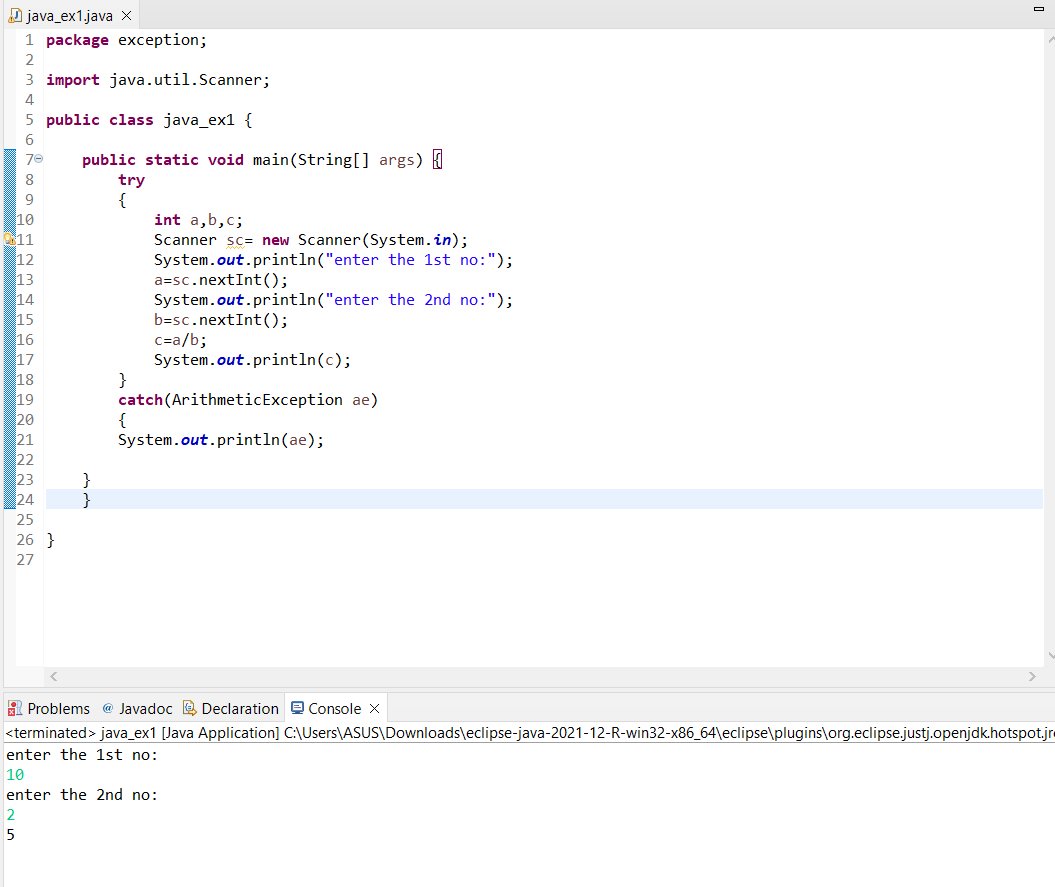 java_ex1.java
1 package exception;
2
3 import java.util.Scanner;
4
5 public class java_ex1 {
6
7 public static void main(String[] args) {
8 try
9 {
10 int a,b,c;
11 Scanner sc= new Scanner(System.in);
12 System.out.println("enter the 1st no:");
13 a=sc.nextInt();
14 System.out.println("enter the 2nd no:");
15 b=sc.nextInt();
16 c=a/b;
17 System.out.println(c);
18 }
19 catch(ArithmeticException ae)
20 {
21 System.out.println(ae);
22
23 }
24 }
25
26 }
27
Problems @ Javadoc Declaration Console
<terminated> java_ex1 [Java Application] C:\Users\ASUS\Downloads\eclipse-java-2021-12-R-win32-x86_64\eclipse\plugins\org.eclipse.justj.openjdk.hotspot.jre
enter the 1st no:
10
enter the 2nd no:
2
5